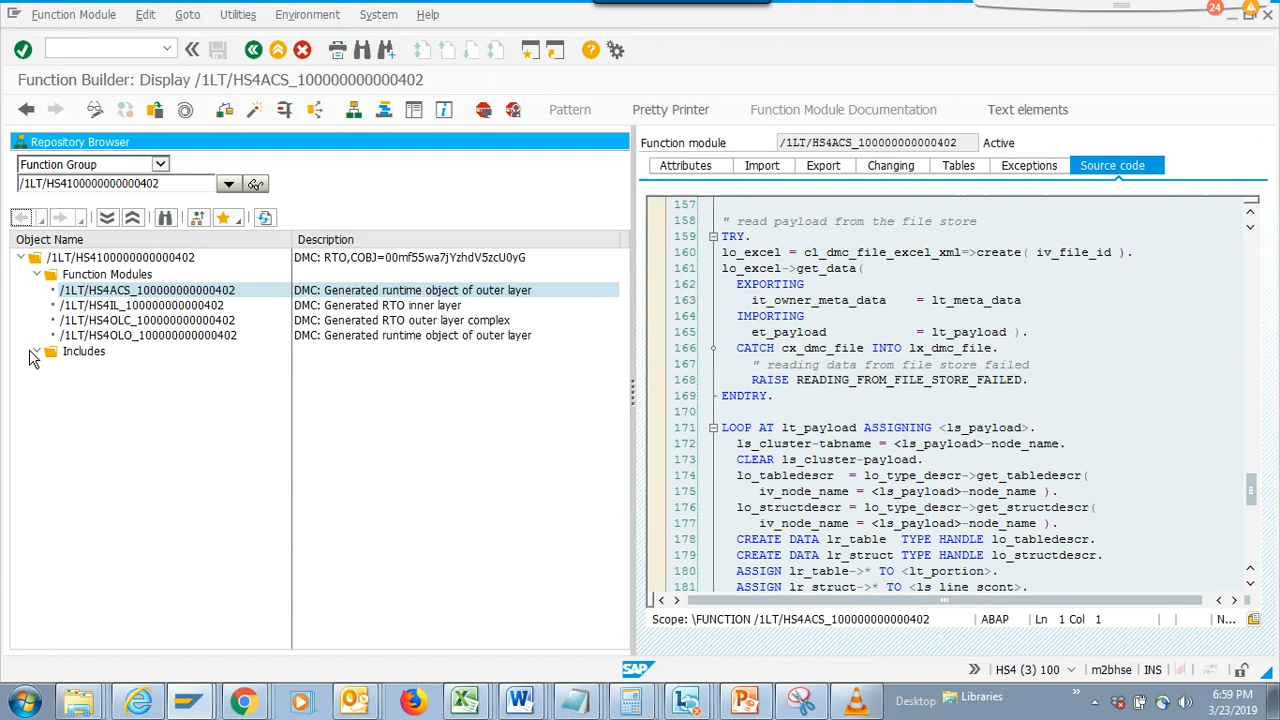 24
Function Module Edit Goto Utilities Environment System Help
Function Builder: Display /1LT/HS4ACS_100000000000402
Pattern Pretty Printer Function Module Documentation Text elements
Repository Browser
Function Group
/1LT/HS4100000000000402
Object Name Description
/1LT/HS4100000000000402 DMC: RTO,COBJ=00mf55wa7jYzhdV5zcU0yG
Function Modules
/1LT/HS4ACS_100000000000402 DMC: Generated runtime object of outer layer
/1LT/HS4IL_100000000000402 DMC: Generated RTO inner layer
/1LT/HS4OLC_100000000000402 DMC: Generated RTO outer layer complex
/1LT/HS4OLO_100000000000402 DMC: Generated runtime object of outer layer
Includes
Function module /1LT/HS4ACS_100000000000402 Active
Attributes Import Export Changing Tables Exceptions Source code
157
158 " read payload from the file store
159 TRY.
160 lo_excel = cl_dmc_file_excel_xml=>create( iv_file_id ).
161 lo_excel->get_data(
162 EXPORTING
163 it_owner_meta_data = lt_meta_data
164 IMPORTING
165 et_payload = lt_payload ).
166 CATCH cx_dmc_file INTO lx_dmc_file.
167 " reading data from file store failed
168 RAISE READING_FROM_FILE_STORE_FAILED.
169 ENDTRY.
170
171 LOOP AT lt_payload ASSIGNING <ls_payload>.
172 ls_cluster-tabname = <ls_payload>-node_name.
173 CLEAR ls_cluster-payload.
174 lo_tabledescr = lo_type_descr->get_tabledescr(
175 iv_node_name = <ls_payload>-node_name ).
176 lo_structdescr = lo_type_descr->get_structdescr(
177 iv_node_name = <ls_payload>-node_name ).
178 CREATE DATA lr_table TYPE HANDLE lo_tabledescr.
179 CREATE DATA lr_struct TYPE HANDLE lo_structdescr.
180 ASSIGN lr_table->* TO <lt_portion>.
181 ASSIGN lr_struct->* TO <ls_line_scont>.
Scope: \FUNCTION /1LT/HS4ACS_100000000000402 ABAP Ln 1 Col 1 N...
SAP HS4 (3) 100 m2bhse INS
Desktop Libraries 6:59 PM
3/23/2019